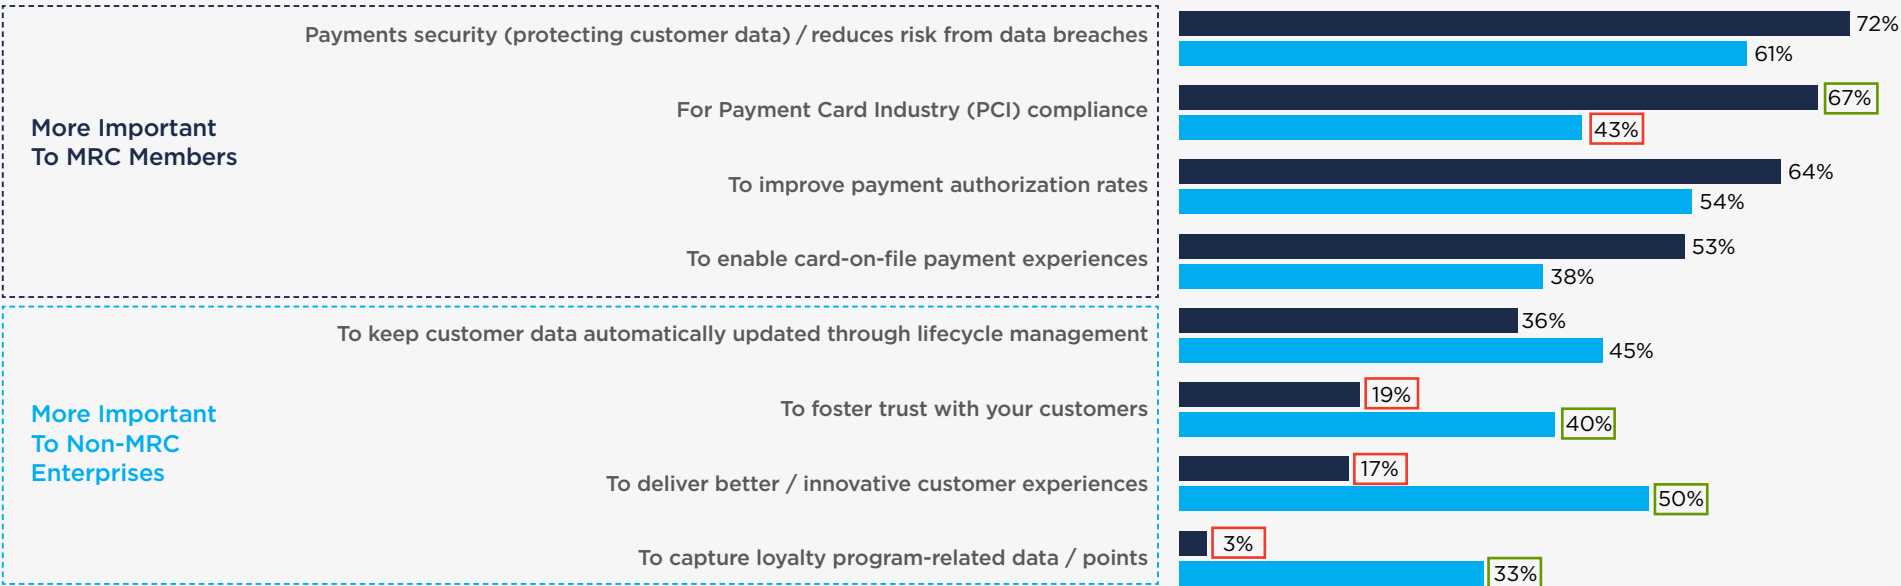 Payments security (protecting customer data) / reduces risk from data breaches
72%
61%
More Important
To MRC Members
For Payment Card Industry (PCI) compliance
67%
43%
To improve payment authorization rates
64%
54%
To enable card-on-file payment experiences
53%
38%
To keep customer data automatically updated through lifecycle management
36%
45%
More Important
To Non-MRC
Enterprises
To foster trust with your customers
19%
40%
To deliver better / innovative customer experiences
17%
50%
To capture loyalty program-related data / points
3%
33%